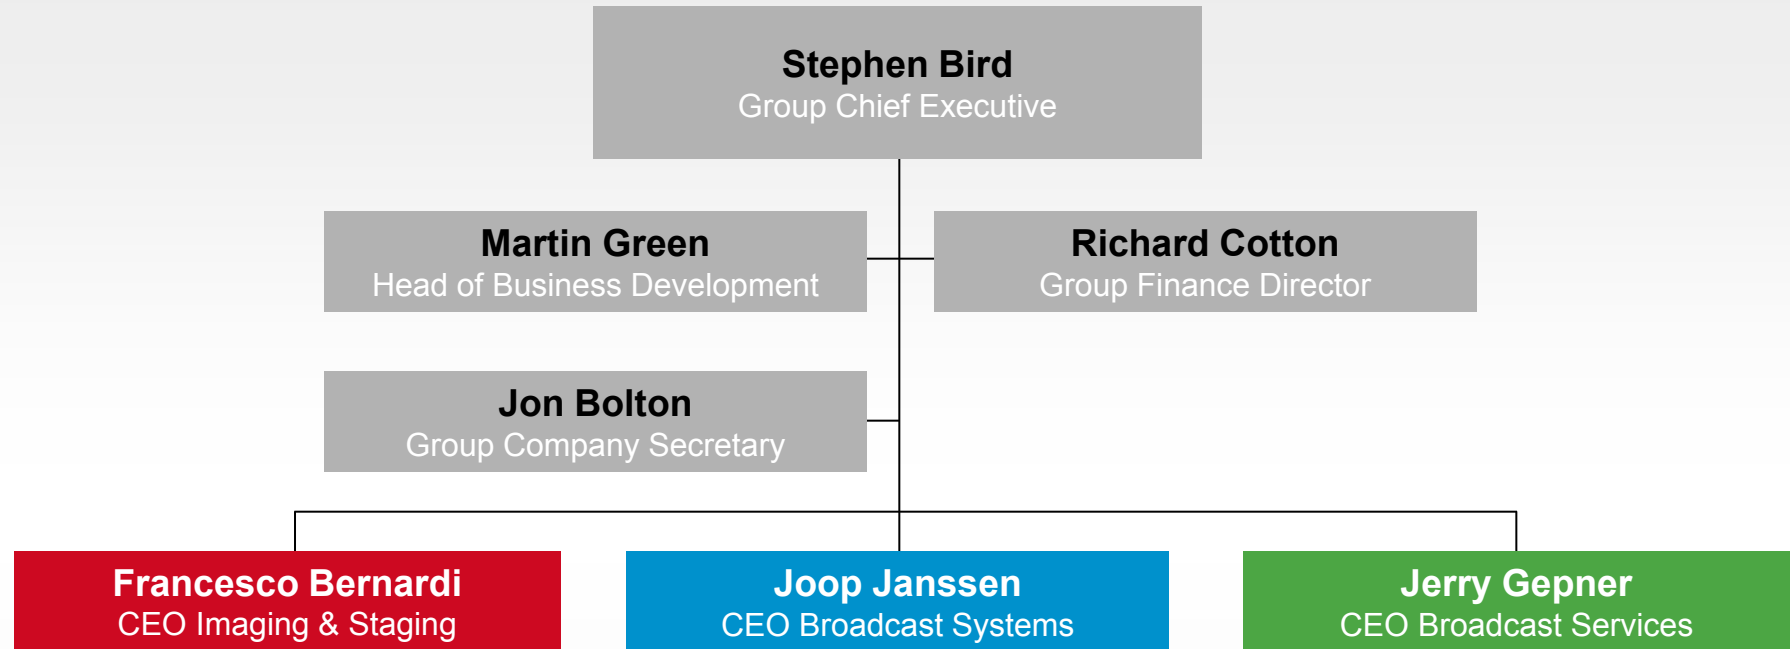 Stephen Bird
Group Chief Executive
Martin Green
Head of Business Development
Richard Cotton
Group Finance Director
Jon Bolton
Group Company Secretary
Francesco Bernardi
CEO Imaging & Staging
Joop Janssen
CEO Broadcast Systems
Jerry Gepner
CEO Broadcast Services